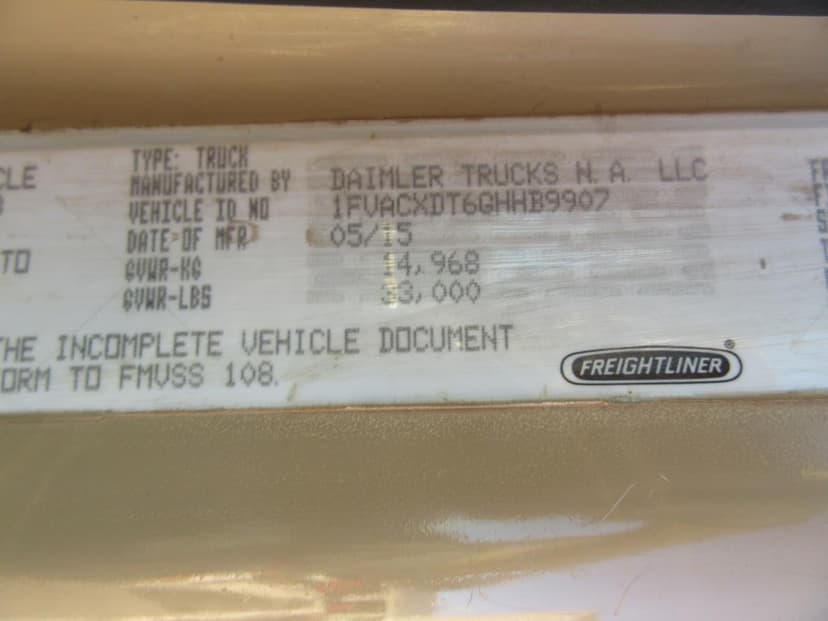 TYPE: TRUCK
CLE MANUFACTURED BY DAIMLER TRUCKS N. A. LLC
VEHICLE ID NO 1FVACXDT6GHHB9907
DATE OF MFR 05/15
TO GVWR-KG 14,968
GVWR-LBS 33,000
THE INCOMPLETE VEHICLE DOCUMENT
ORM TO FMVSS 108.
FREIGHTLINER®